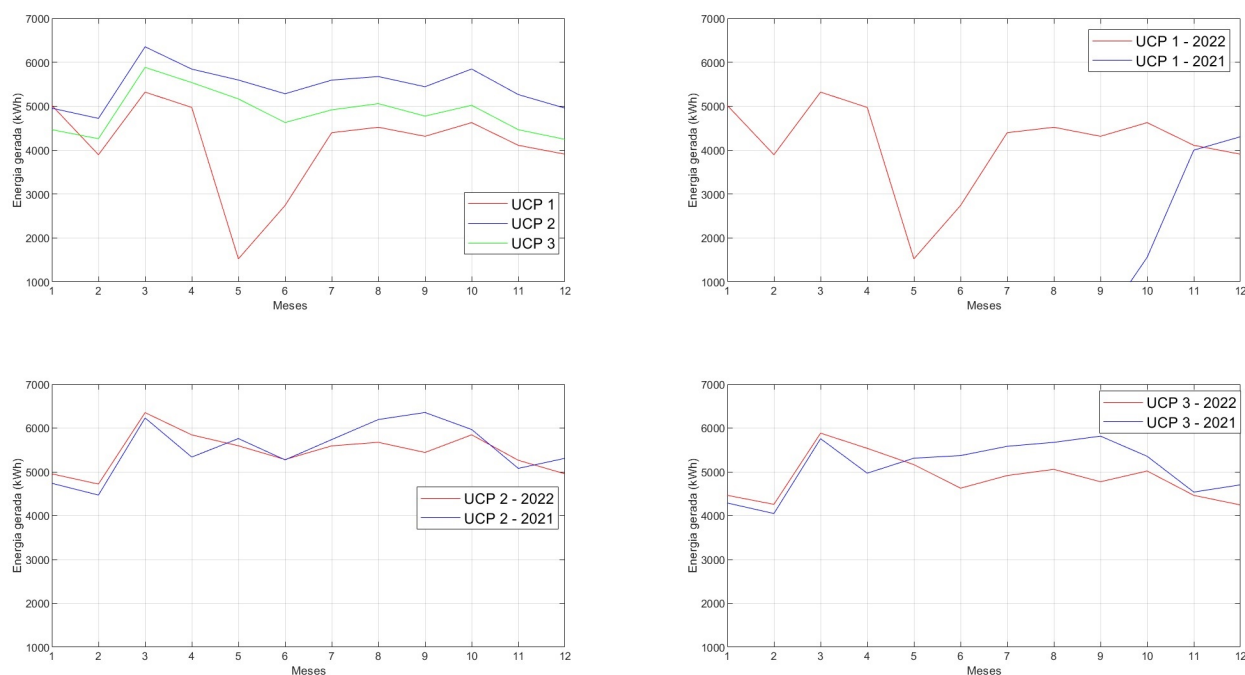 7000
6000
5000
4000
3000
2000
1000
Energia gerada (kWh)
UCP 1
UCP 2
UCP 3
1 2 3 4 5 6 7 8 9 10 11 12
Meses
7000
6000
5000
4000
3000
2000
1000
Energia gerada (kWh)
UCP 1 - 2022
UCP 1 - 2021
1 2 3 4 5 6 7 8 9 10 11 12
Meses
7000
6000
5000
4000
3000
2000
1000
Energia gerada (kWh)
UCP 2 - 2022
UCP 2 - 2021
1 2 3 4 5 6 7 8 9 10 11 12
Meses
7000
6000
5000
4000
3000
2000
1000
Energia gerada (kWh)
UCP 3 - 2022
UCP 3 - 2021
1 2 3 4 5 6 7 8 9 10 11 12
Meses